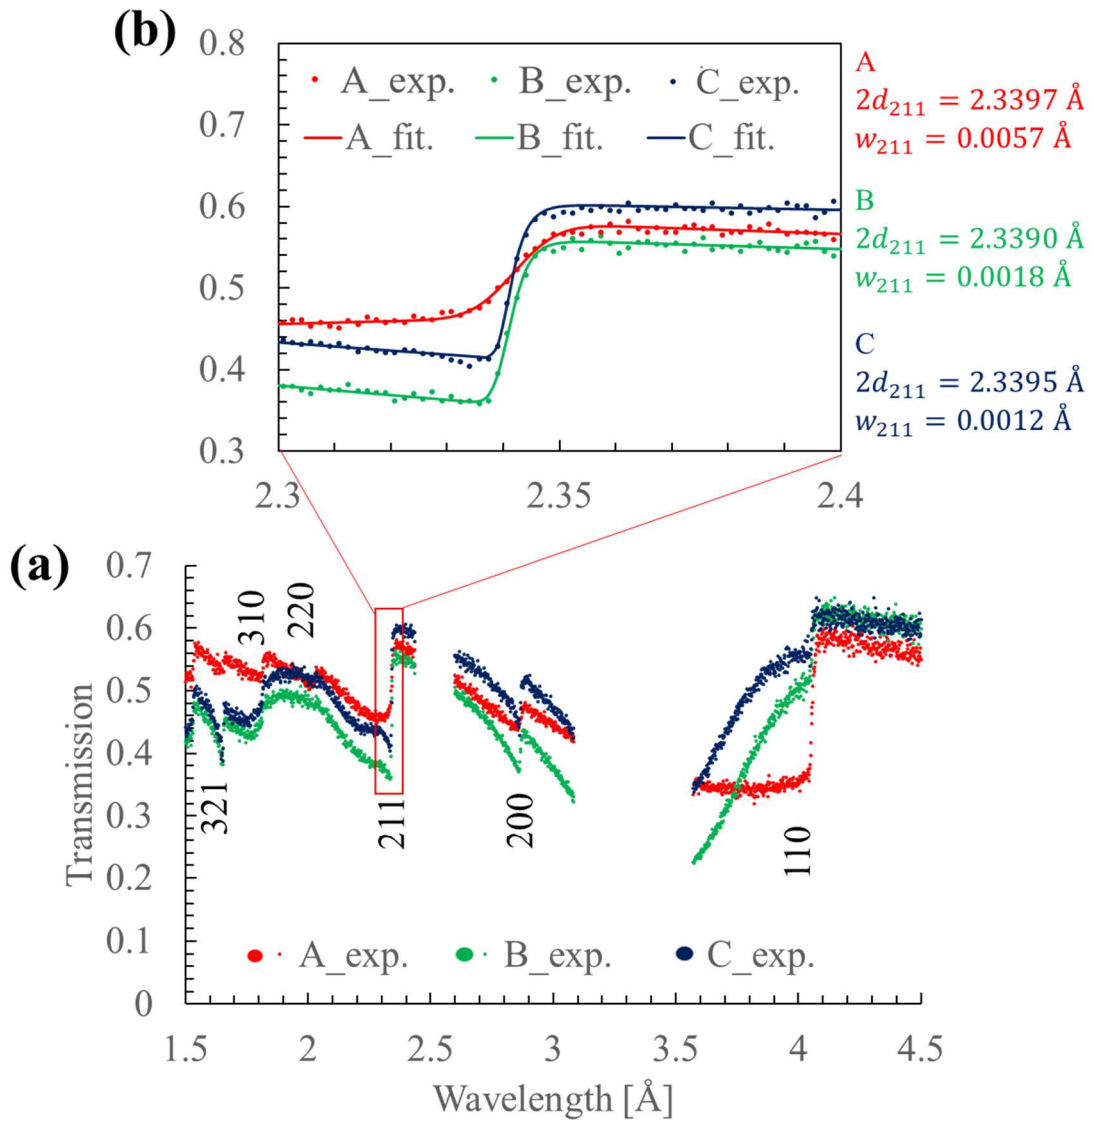 (b)
0.8
0.7
0.6
0.5
0.4
0.3
A_exp. B_exp. C_exp.
A_fit. B_fit. C_fit.
2.3 2.35 2.4
A
2d₂₁₁ = 2.3397 Å
w₂₁₁ = 0.0057 Å
B
2d₂₁₁ = 2.3390 Å
w₂₁₁ = 0.0018 Å
C
2d₂₁₁ = 2.3395 Å
w₂₁₁ = 0.0012 Å
(a)
Transmission
0.7
0.6
0.5
0.4
0.3
0.2
0.1
0
321
310
220
211
200
110
A_exp. B_exp. C_exp.
1.5 2 2.5 3 3.5 4 4.5
Wavelength [Å]